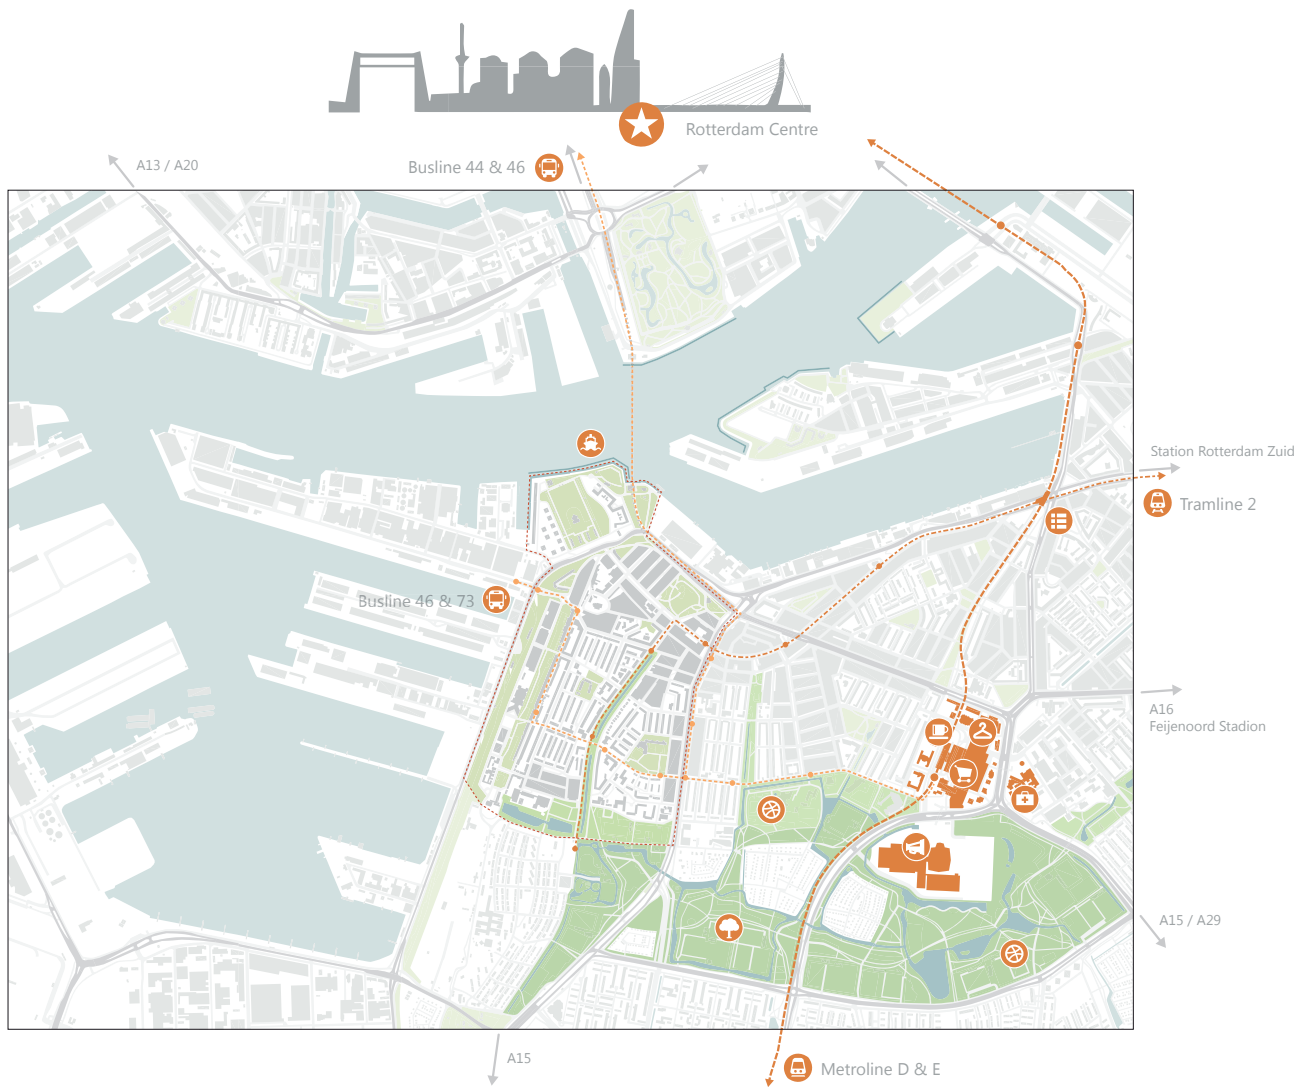 Rotterdam Centre
Busline 44 & 46
A13 / A20
Station Rotterdam Zuid
Tramline 2
Busline 46 & 73
A16
Feijenoord Stadion
A15 / A29
A15
Metroline D & E